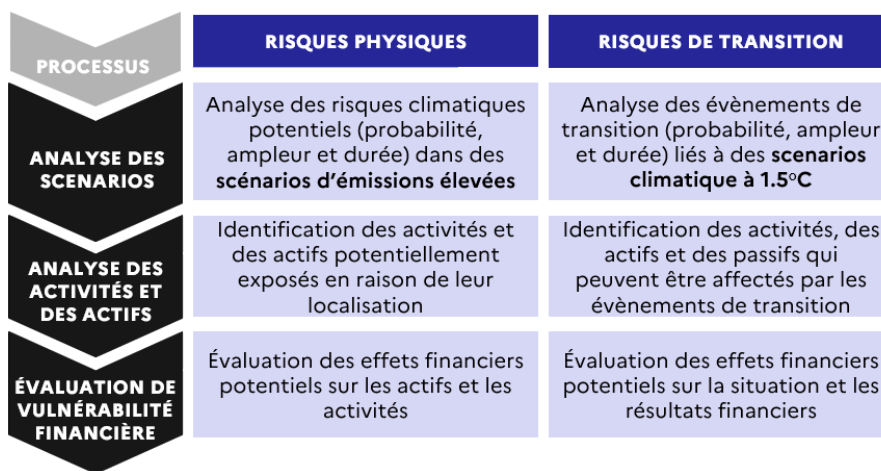 PROCESSUS
RISQUES PHYSIQUES
RISQUES DE TRANSITION
ANALYSE DES
SCENARIOS
Analyse des risques climatiques
potentiels (probabilité,
ampleur et durée) dans des
scénarios d'émissions élevées
Analyse des évènements de
transition (probabilité, ampleur
et durée) liés à des scenarios
climatique à 1.5°C
ANALYSE DES
ACTIVITÉS ET
DES ACTIFS
Identification des activités et
des actifs potentiellement
exposés en raison de leur
localisation
Identification des activités, des
actifs et des passifs qui
peuvent être affectés par les
évènements de transition
ÉVALUATION DE
VULNÉRABILITÉ
FINANCIÈRE
Évaluation des effets financiers
potentiels sur les actifs et les
activités
Évaluation des effets financiers
potentiels sur la situation et les
résultats financiers